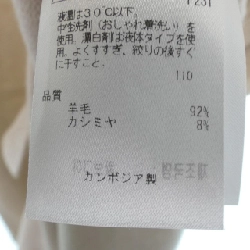 F231
液温は30℃以下、
中性洗剤（おしゃれ着洗い）を
使用。漂白剤は液体タイプを使
用。よくすすぎ、絞りの後すぐ
に干すこと。
110
品質
羊毛 92%
カシミヤ 8%
カンボジア製